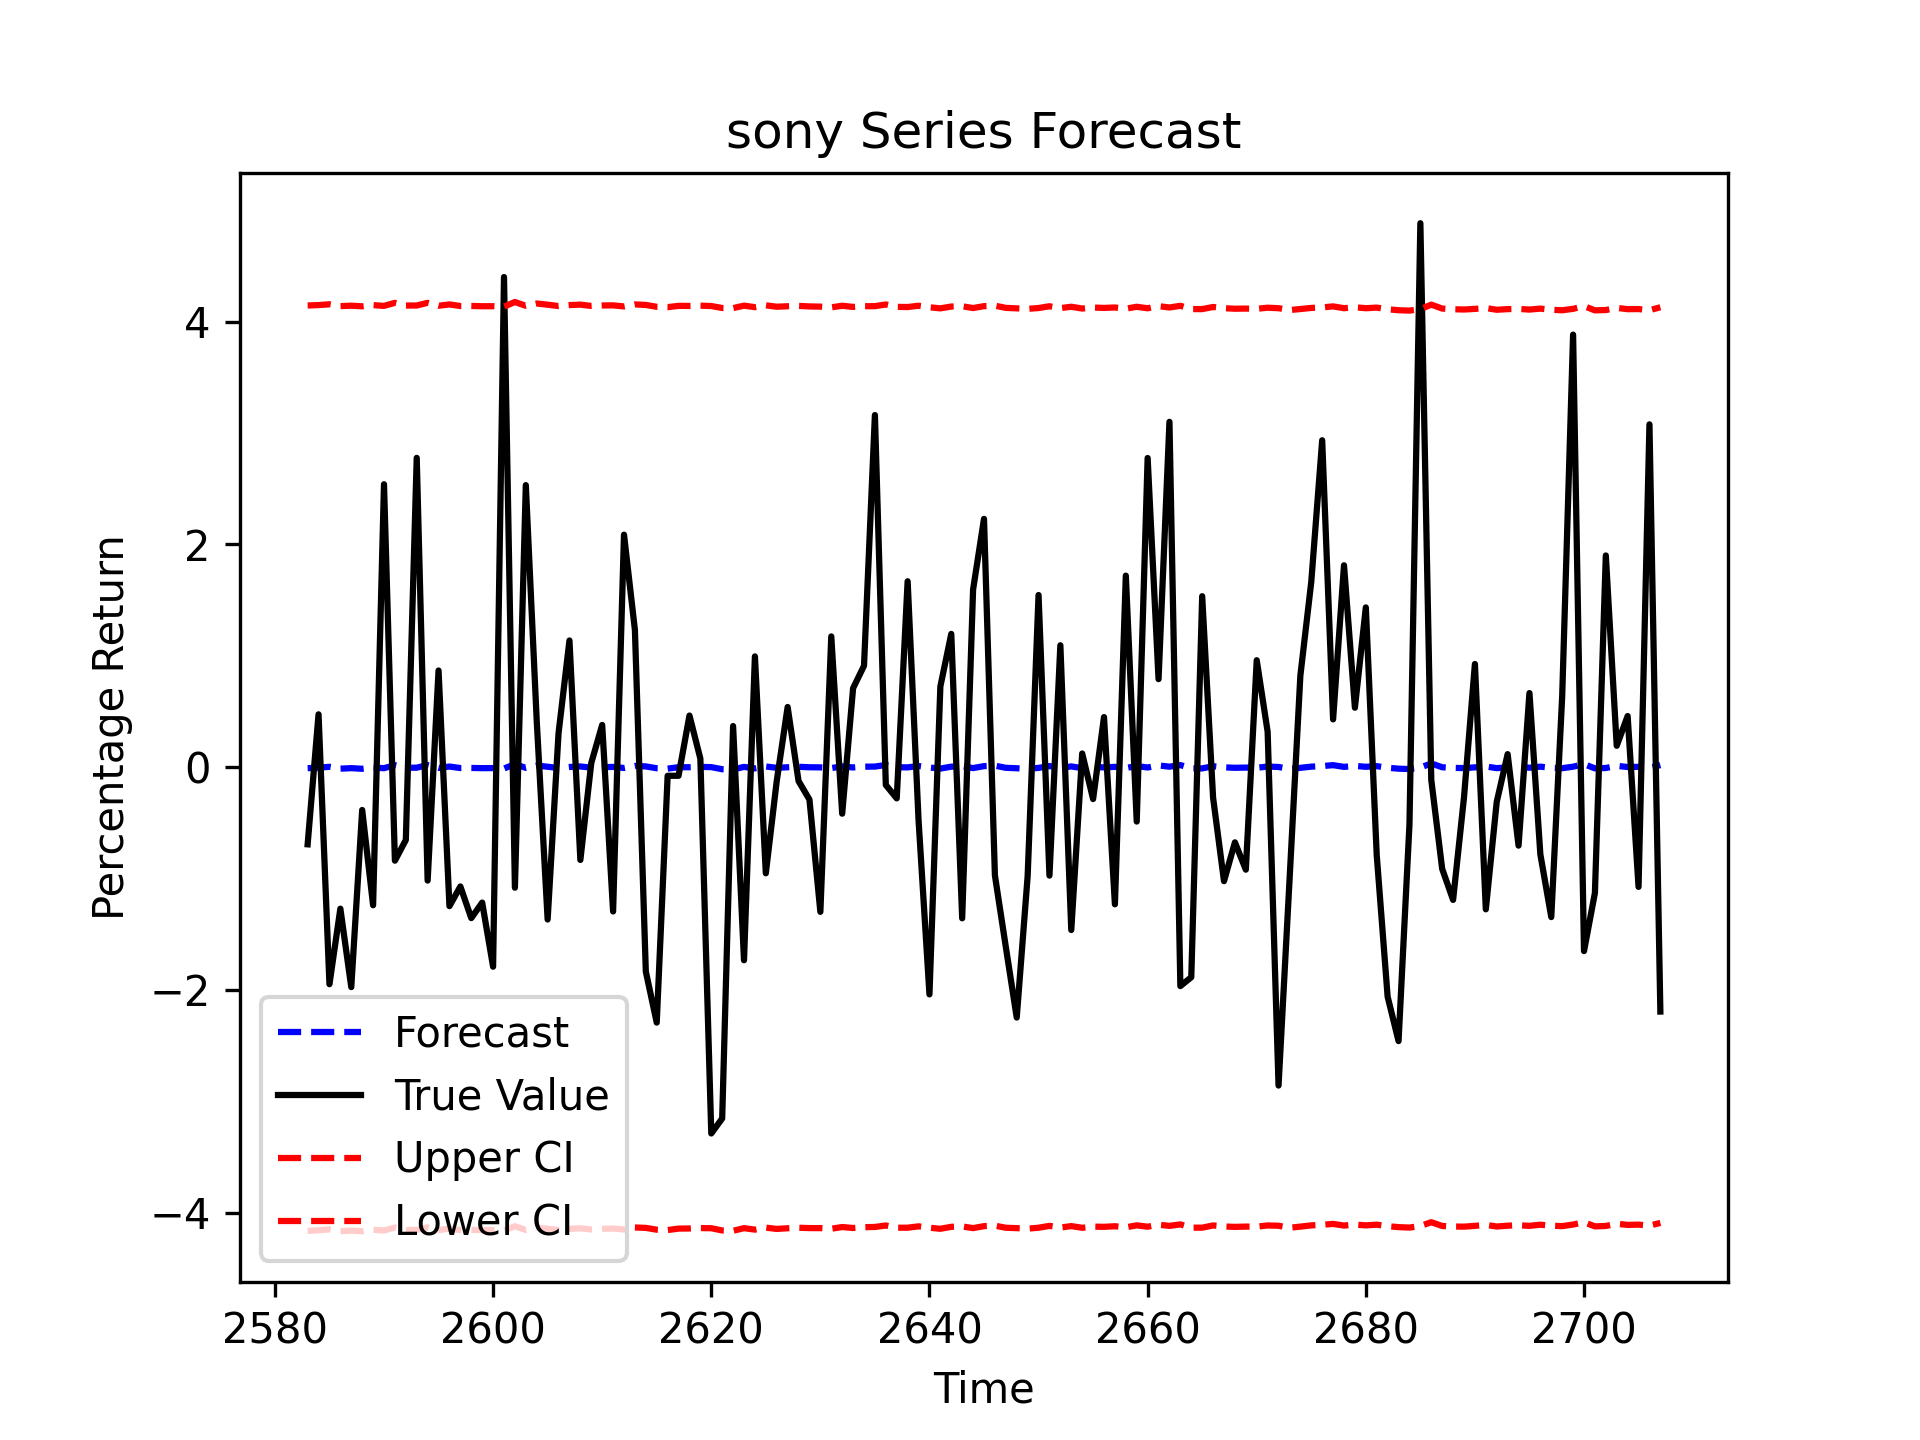 sony Series Forecast
Percentage Return
4
2
0
−2
−4
Forecast
True Value
Upper CI
Lower CI
2580 2600 2620 2640 2660 2680 2700
Time